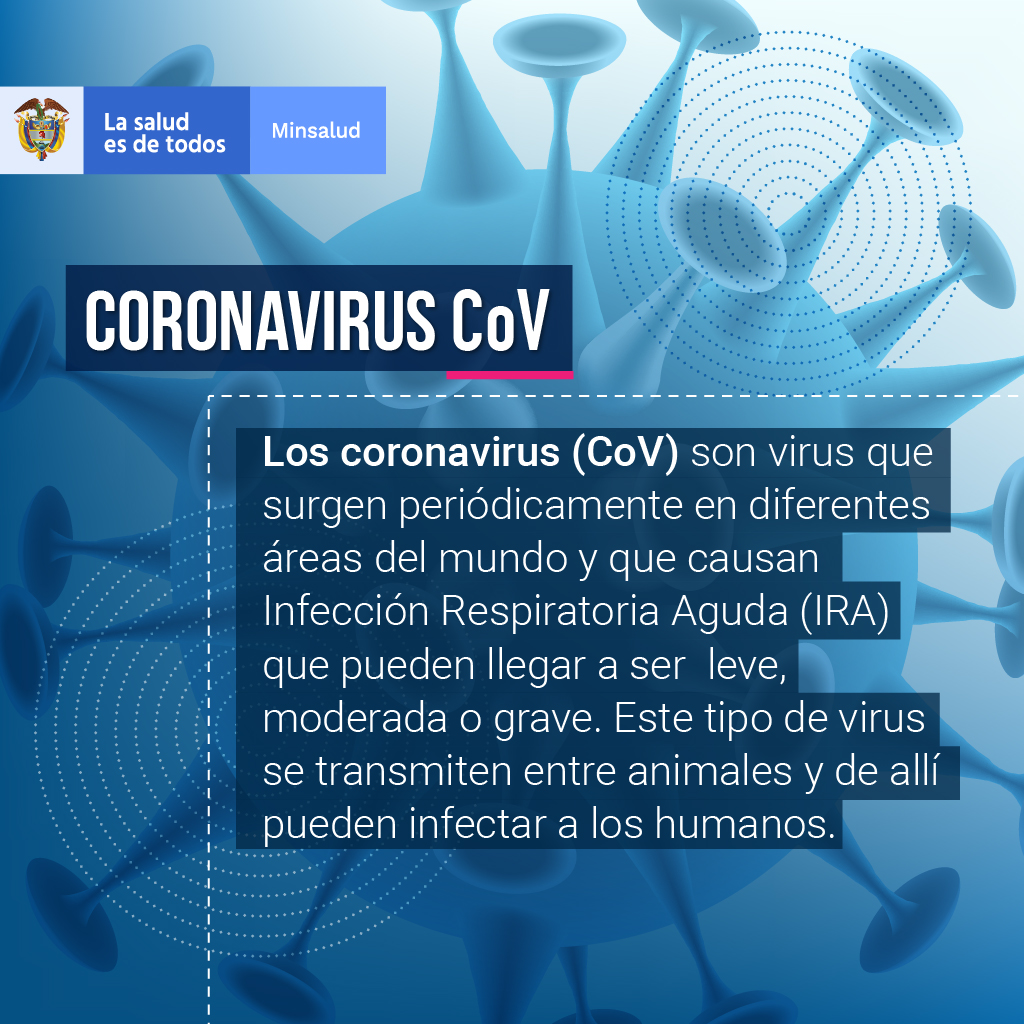 La salud
es de todos
Minsalud
CORONAVIRUS CoV
Los coronavirus (CoV) son virus que
surgen periódicamente en diferentes
áreas del mundo y que causan
Infección Respiratoria Aguda (IRA)
que pueden llegar a ser  leve,
moderada o grave. Este tipo de virus
se transmiten entre animales y de allí
pueden infectar a los humanos.